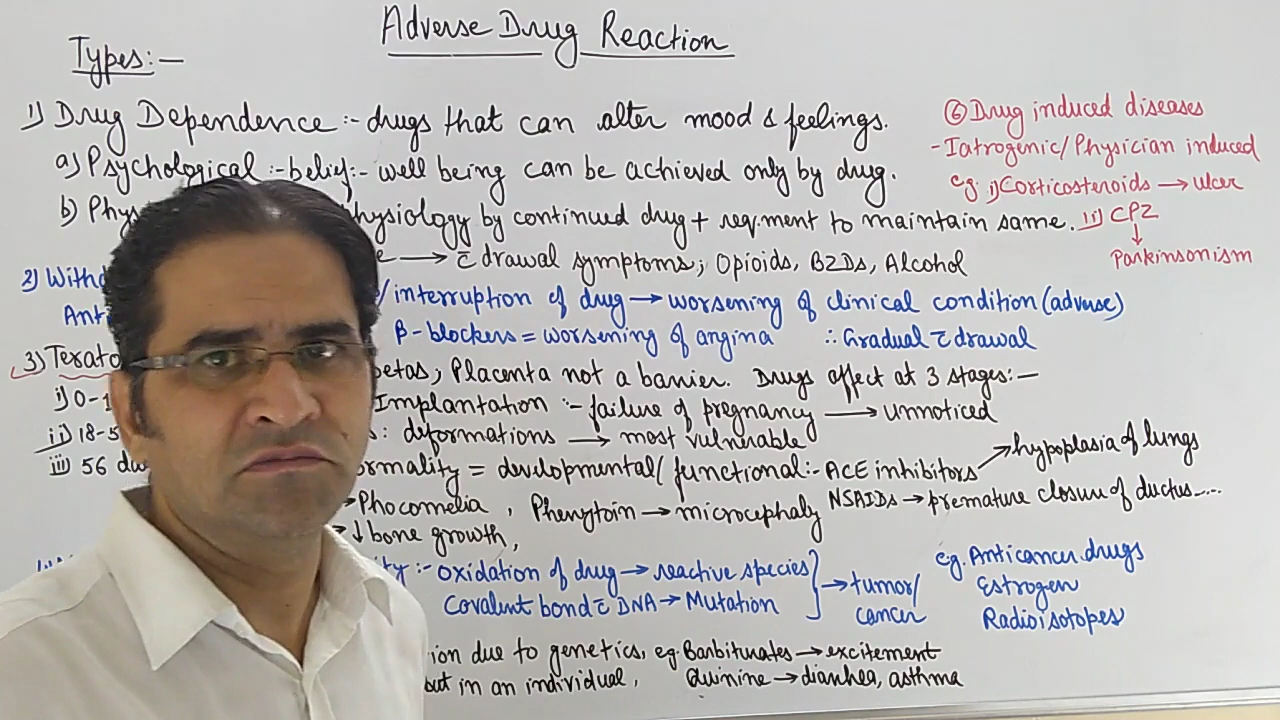 Adverse Drug Reaction
Types:-
1) Drug Dependence :- drugs that can alter mood & feelings.
a) Psychological :- belief :- well being can be achieved only by drug.
b) Phys hysiology by continued drug + req.ment to maintain same.
e → c̄ drawal symptoms; Opioids, BZDs, Alcohol
2) Withd /interruption of drug → worsening of clinical condition (adverse)
Anti β-blockers = worsening of angina ∴ Gradual c̄ drawal
3) Terato oetas, Placenta not a barrier. Drugs affect at 3 stages:-
i) 0-1 Implantation :- failure of pregnancy → unnoticed
ii) 18-5 s: deformations → most vulnerable
iii) 56 ormality = developmental/functional :- ACE inhibitors → hypoplasia of lungs
→ Phocomelia, Phenytoin → microcephaly NSAIDs → premature closure of ductus....
→ ↓ bone growth,
ty :- Oxidation of drug → reactive species
Covalent bond c̄ DNA → Mutation } → tumor/cancer
eg. Anticancer drugs
Estrogen
Radioisotopes
ion due to genetics, eg. Barbiturates → excitement
but in an individual, Quinine → diarrhea, asthma
⑥ Drug induced diseases
- Iatrogenic/Physician induced
eg. i) Corticosteroids → ulcer
ii) CPZ
↓
Parkinsonism